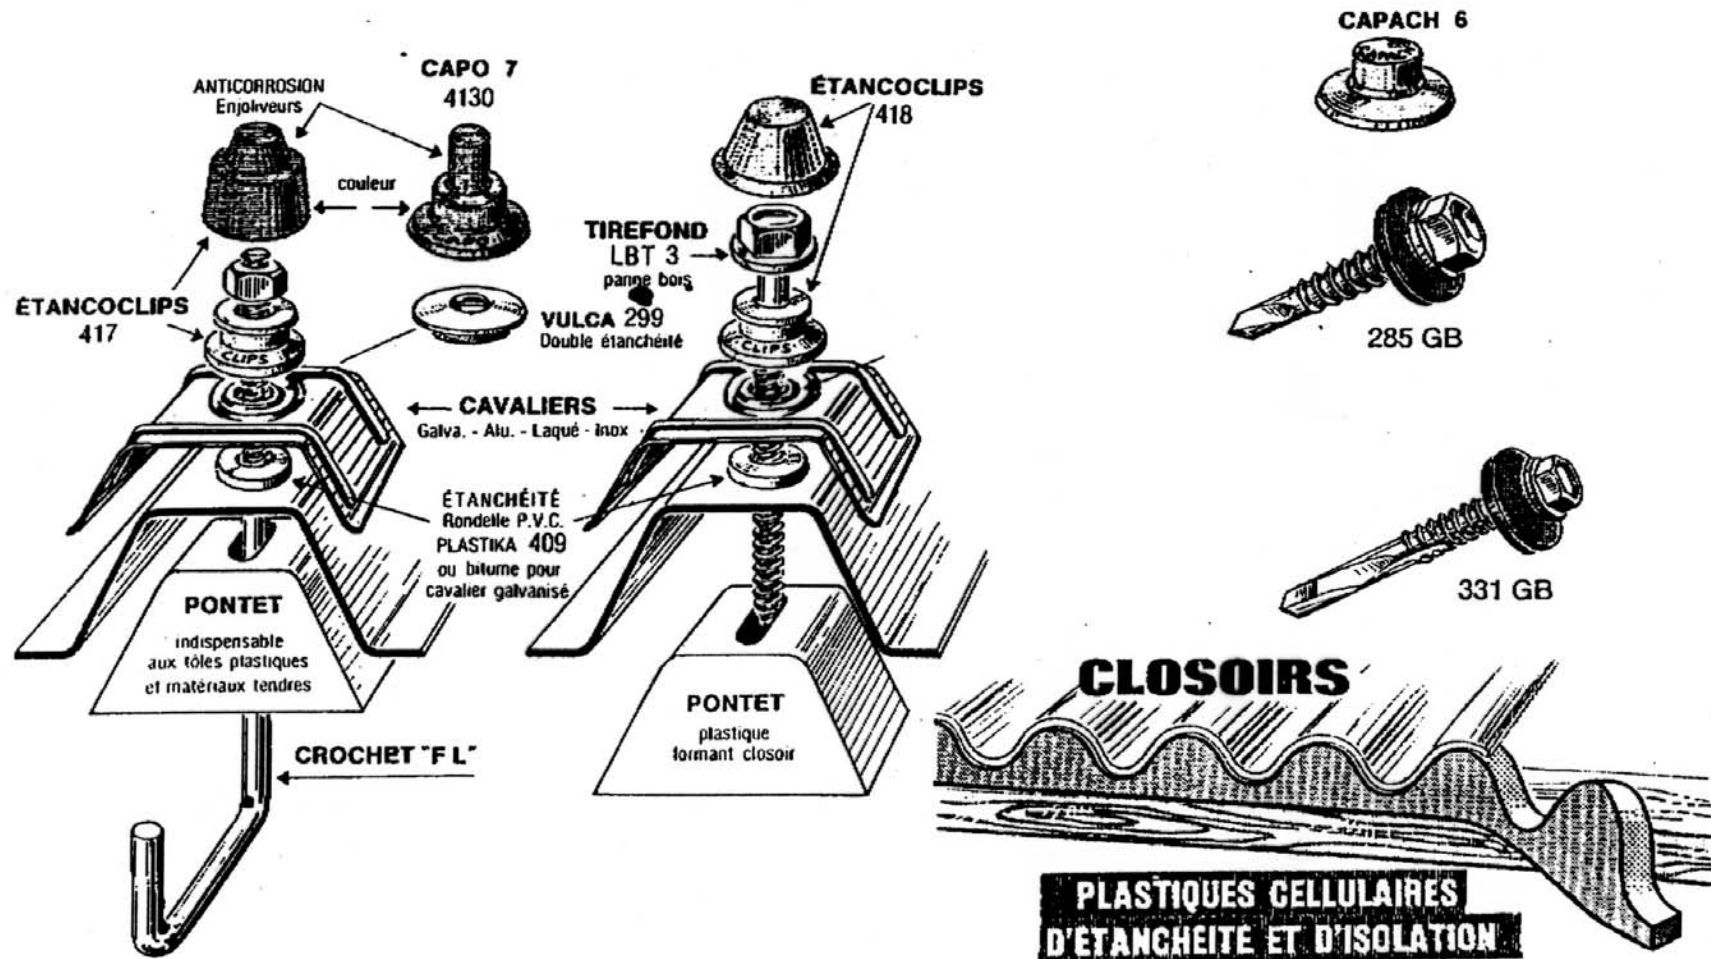 ANTICORROSION
Enjoliveurs
CAPO 7
4130
couleur
CAPO
ÉTANCOCLIPS
417
CLIPS
ÉTANCOCLIPS
418
TIREFOND
LBT 3
panne bois
VULCA 299
Double étanchéité
CLIPS
CAVALIERS
Galva. - Alu. - Laqué - Inox
ÉTANCHÉITÉ
Rondelle P.V.C.
PLASTIKA 409
ou bitume pour
cavalier galvanisé
PONTET
indispensable
aux tôles plastiques
et matériaux tendres
CROCHET "F L"
PONTET
plastique
formant closoir
CAPACH 6
285 GB
331 GB
CLOSOIRS
PLASTIQUES CELLULAIRES
D'ÉTANCHEITÉ ET D'ISOLATION